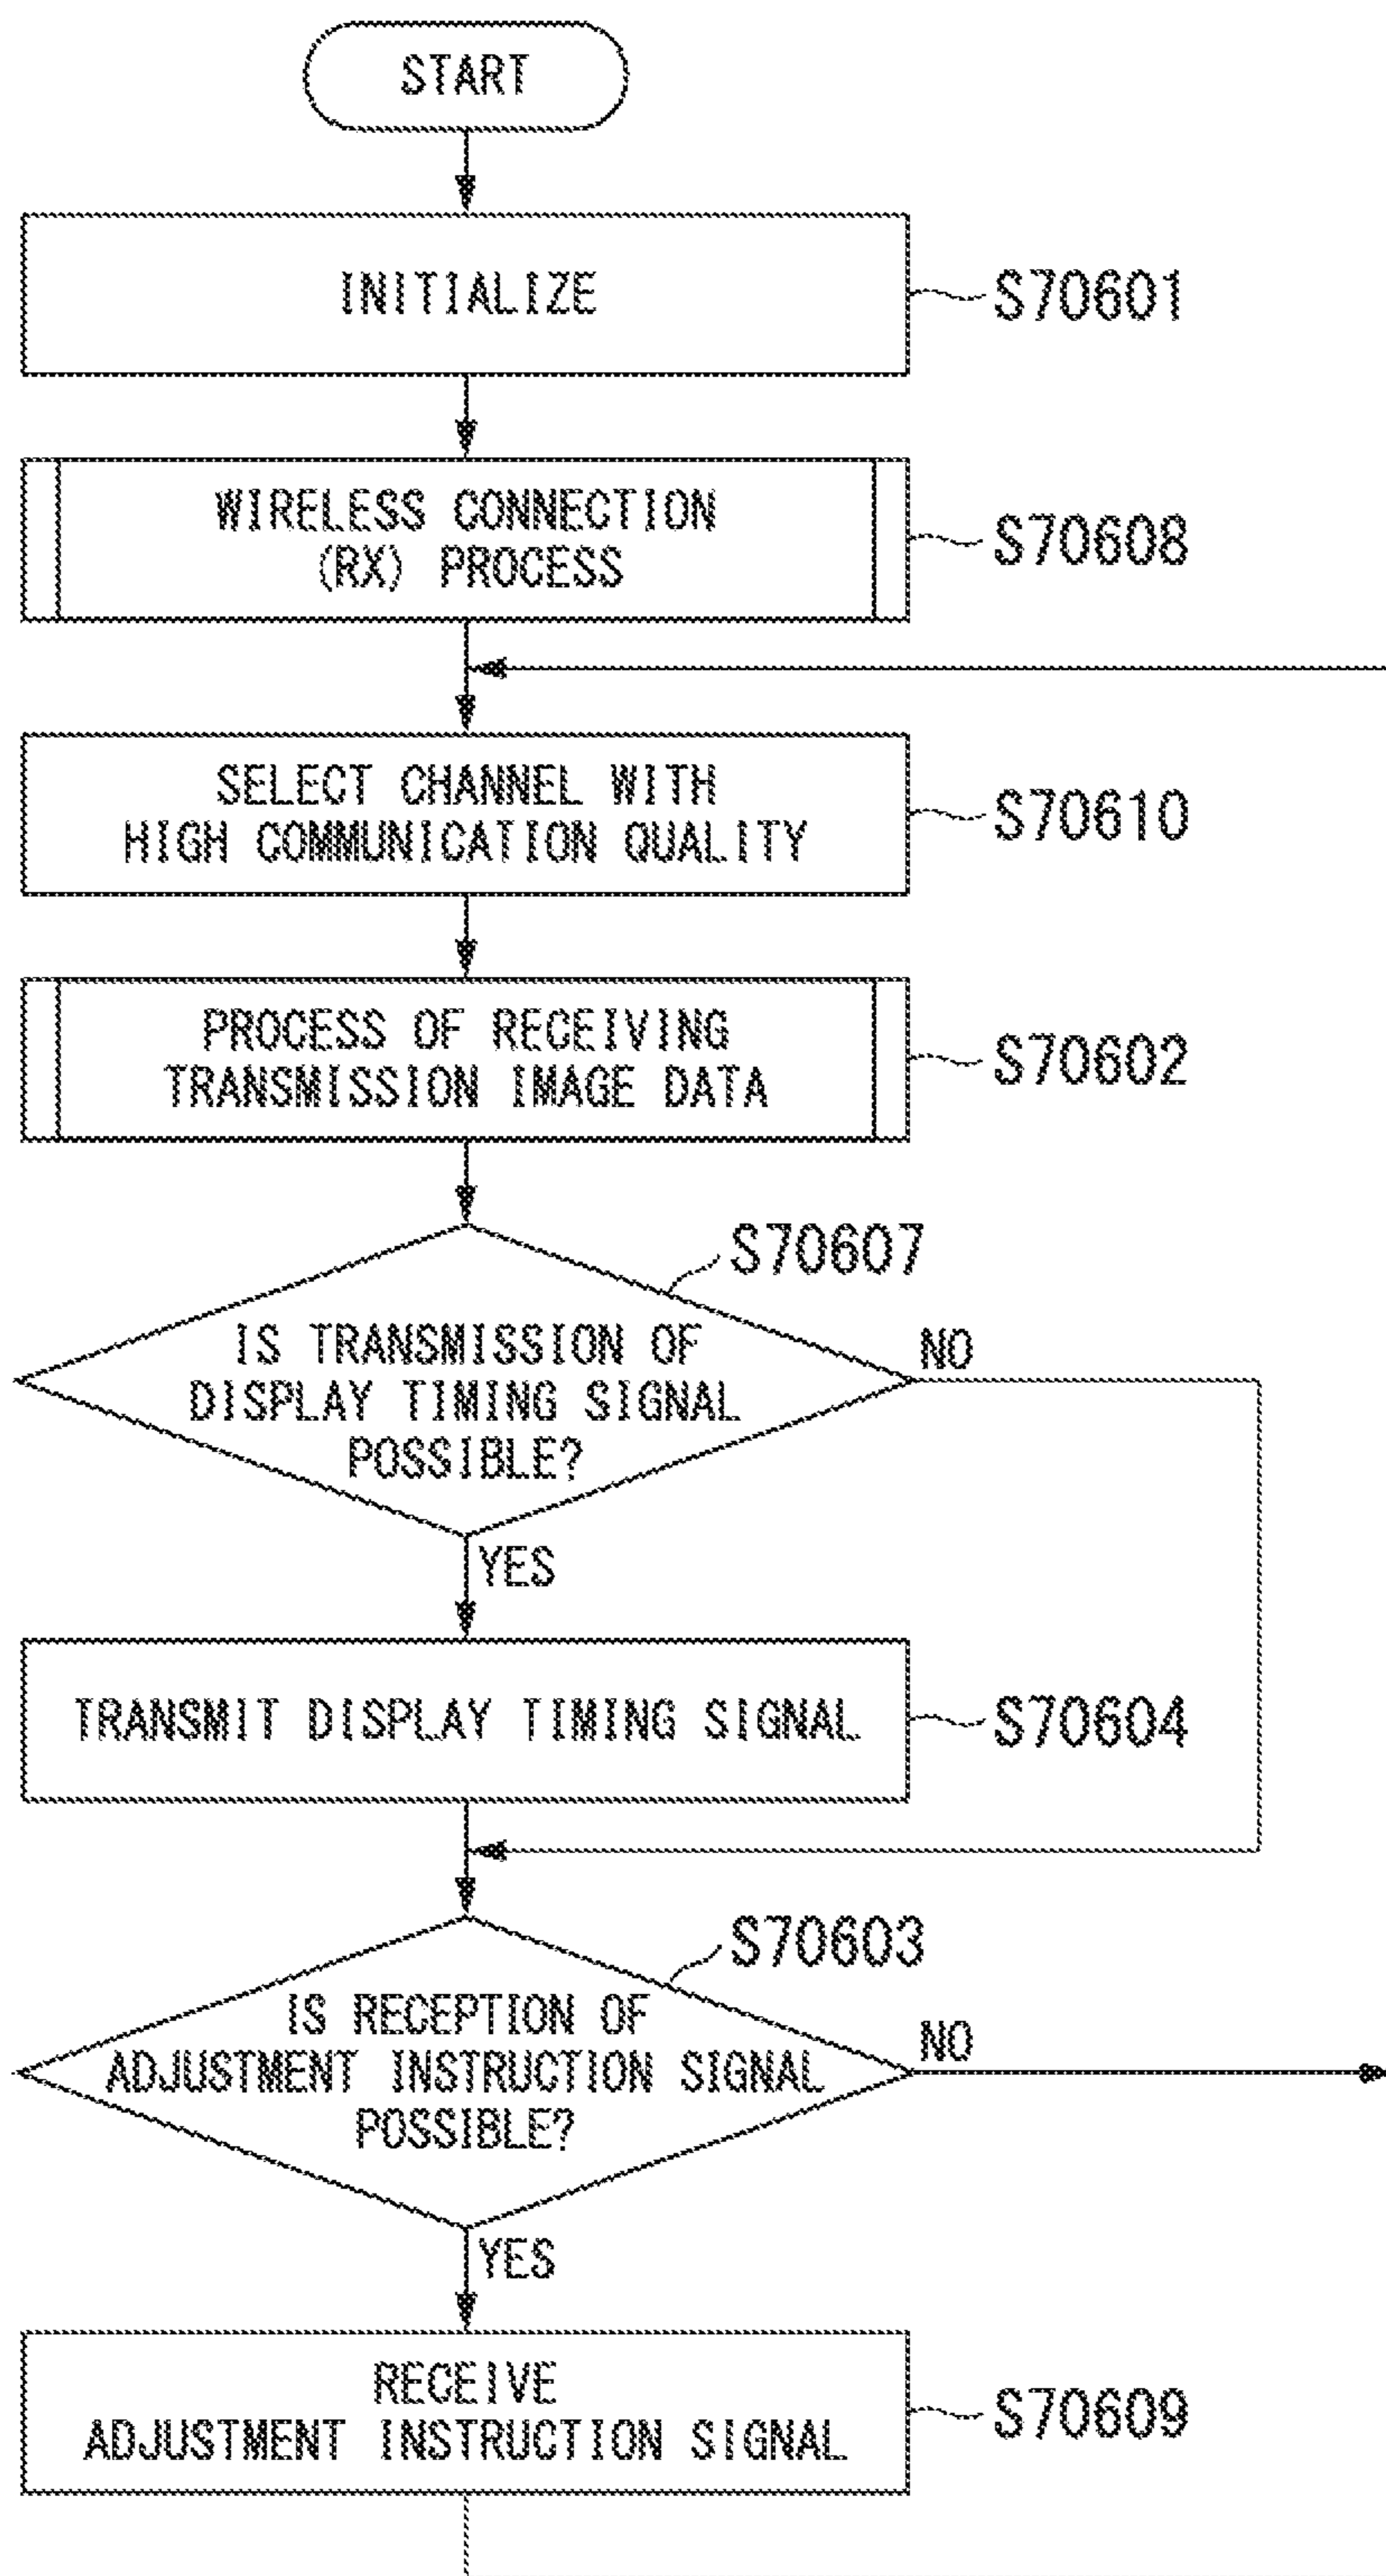 START
INITIALIZE
S70601
WIRELESS CONNECTION
(RX) PROCESS
S70608
SELECT CHANNEL WITH
HIGH COMMUNICATION QUALITY
S70610
PROCESS OF RECEIVING
TRANSMISSION IMAGE DATA
S70602
S70607
IS TRANSMISSION OF
DISPLAY TIMING SIGNAL
POSSIBLE?
NO
YES
TRANSMIT DISPLAY TIMING SIGNAL
S70604
S70603
IS RECEPTION OF
ADJUSTMENT INSTRUCTION SIGNAL
POSSIBLE?
NO
YES
RECEIVE
ADJUSTMENT INSTRUCTION SIGNAL
S70609